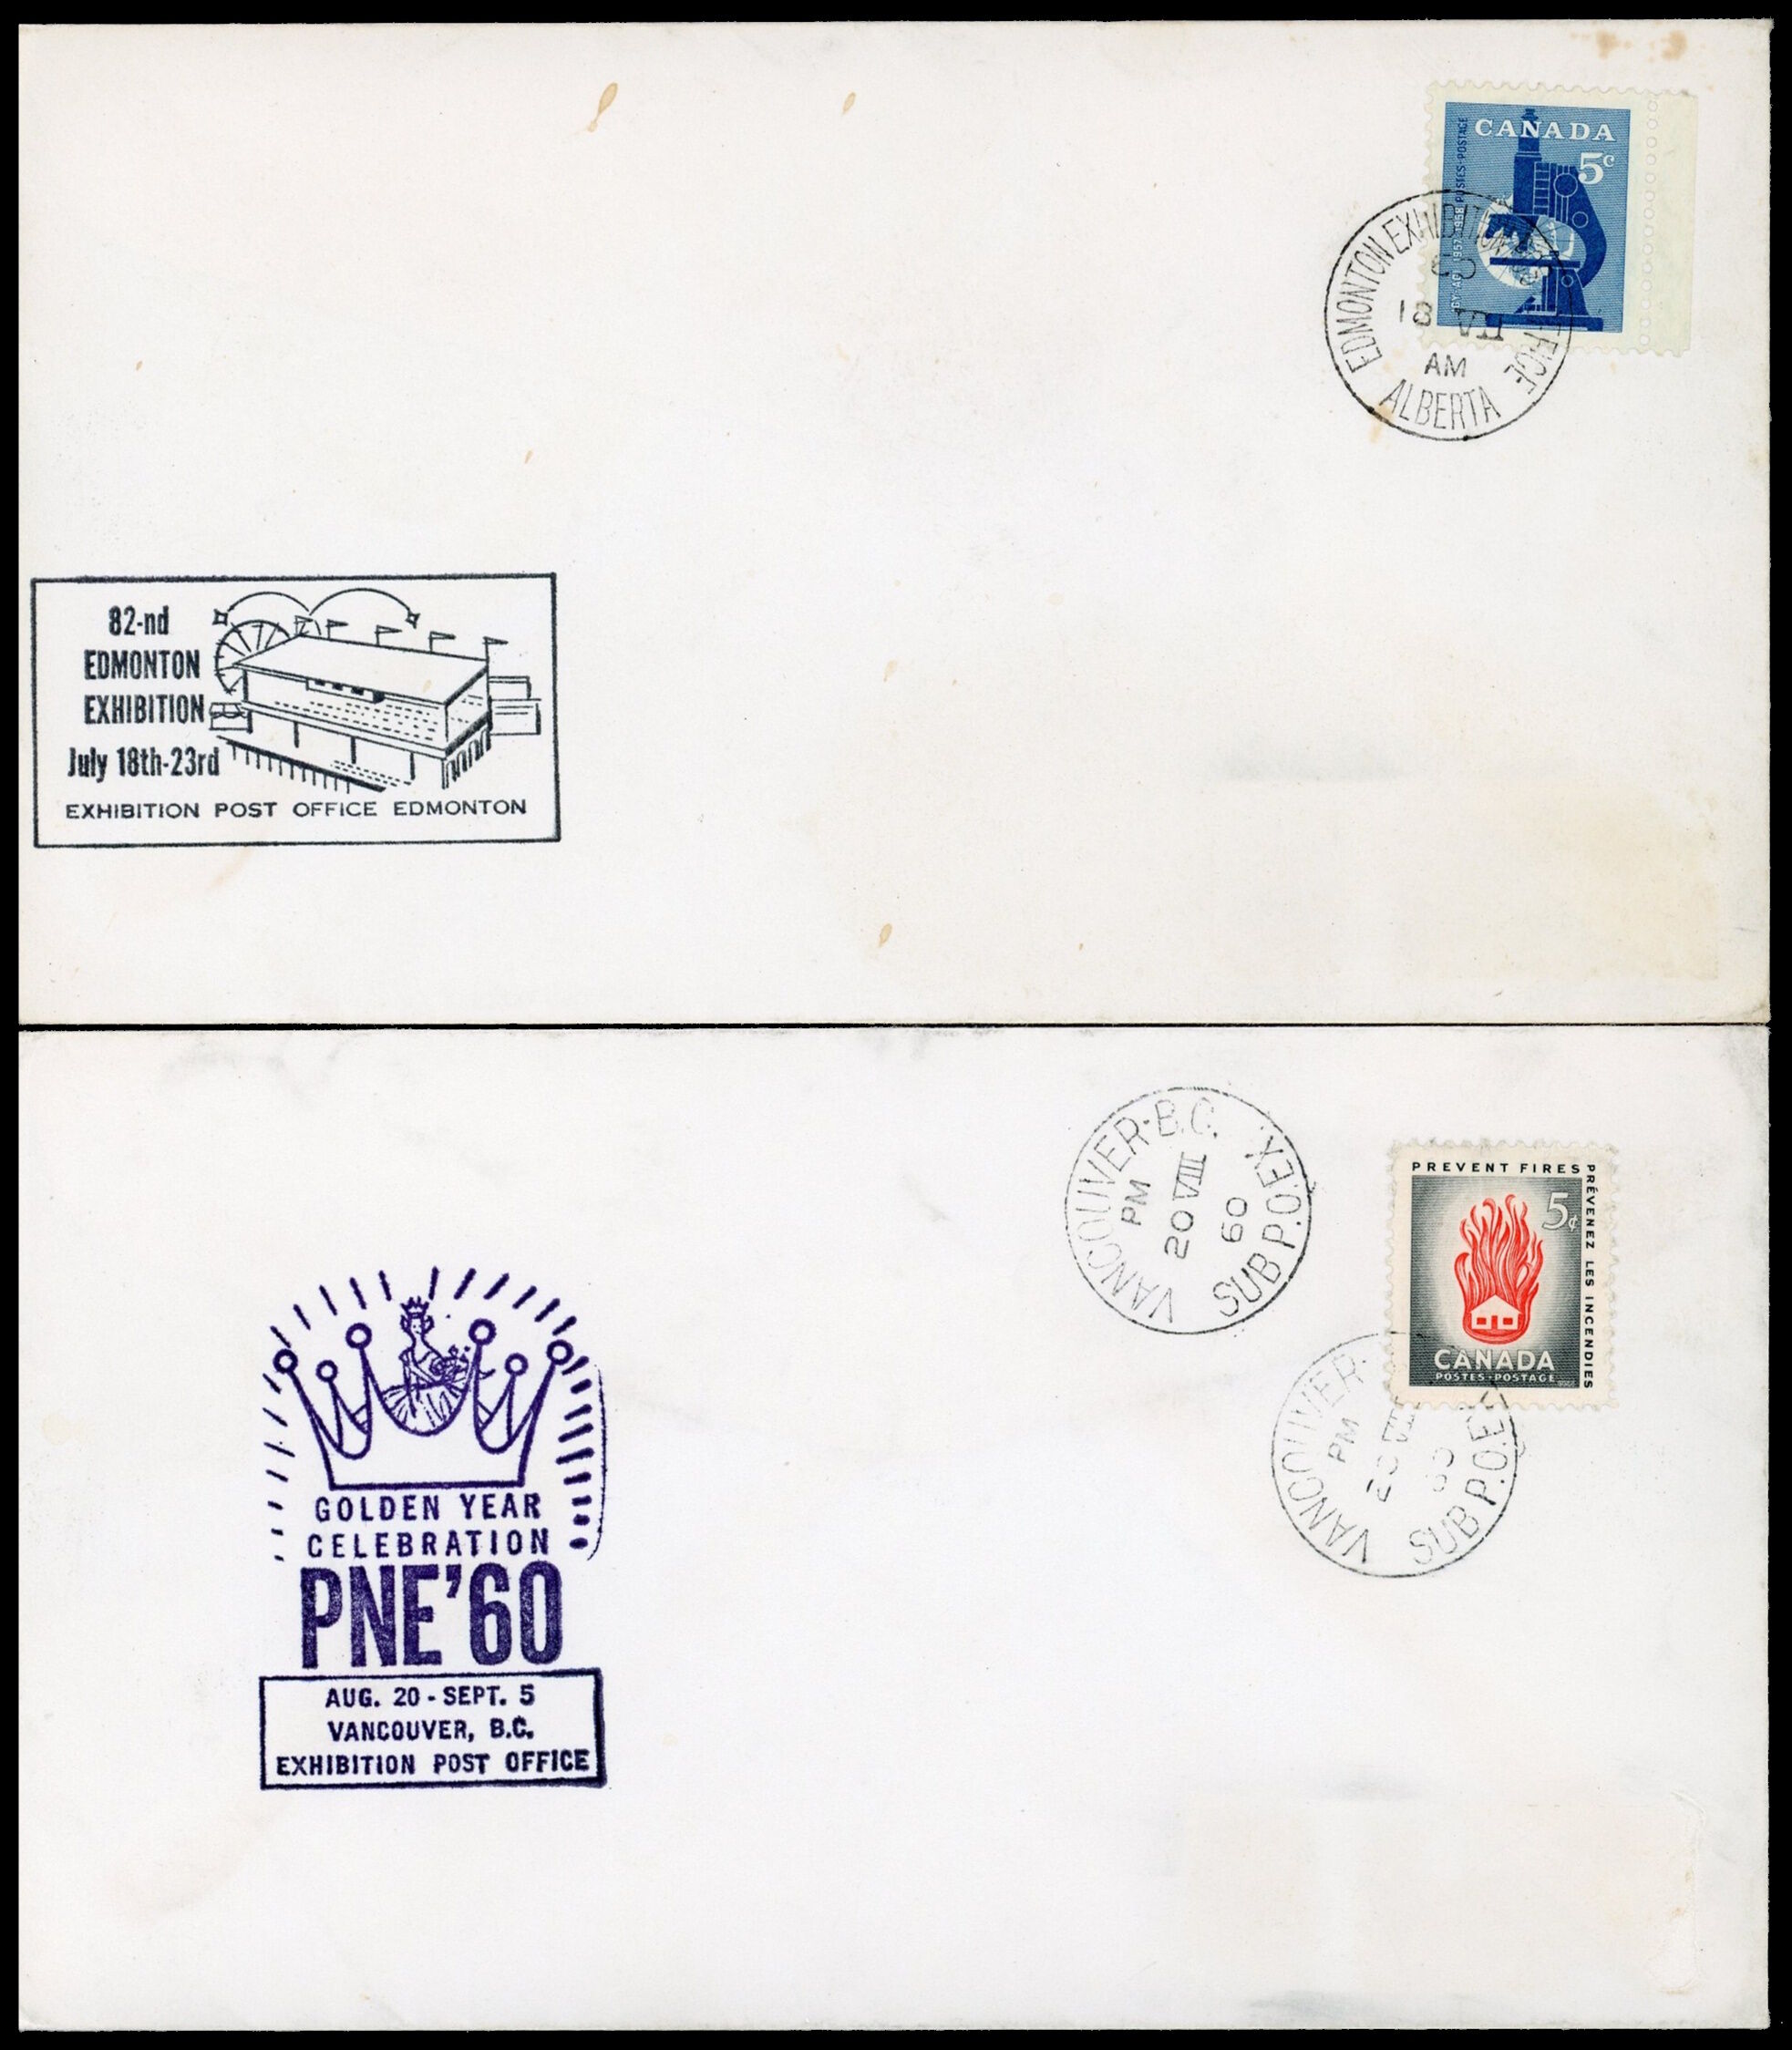 CANADA
5c
POSTES-POSTAGE
EDMONTON EXHIBITION
60
18 VII
AM
ALBERTA
82-nd
EDMONTON
EXHIBITION
July 18th-23rd
EXHIBITION POST OFFICE EDMONTON
VANCOUVER-B.C.
PM
20 VIII
60
SUB P.O.EX.
PREVENT FIRES
PRÉVENEZ LES INCENDIES
5¢
CANADA
POSTES-POSTAGE
VANCOUVER-
PM
SUB P.O.E
GOLDEN YEAR
CELEBRATION
PNE'60
AUG. 20 - SEPT. 5
VANCOUVER, B.C.
EXHIBITION POST OFFICE